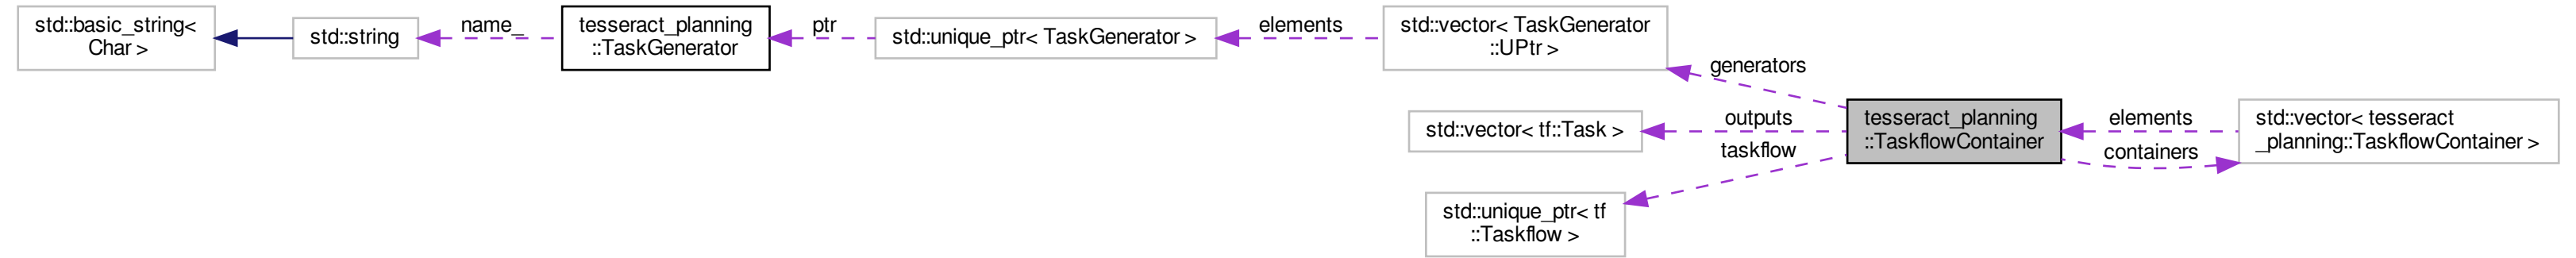 std::basic_string<
Char >
std::string
name_
tesseract_planning
::TaskGenerator
ptr
std::unique_ptr< TaskGenerator >
elements
std::vector< TaskGenerator
::UPtr >
generators
std::vector< tf::Task >
outputs
taskflow
std::unique_ptr< tf
::Taskflow >
tesseract_planning
::TaskflowContainer
elements
containers
std::vector< tesseract
_planning::TaskflowContainer >